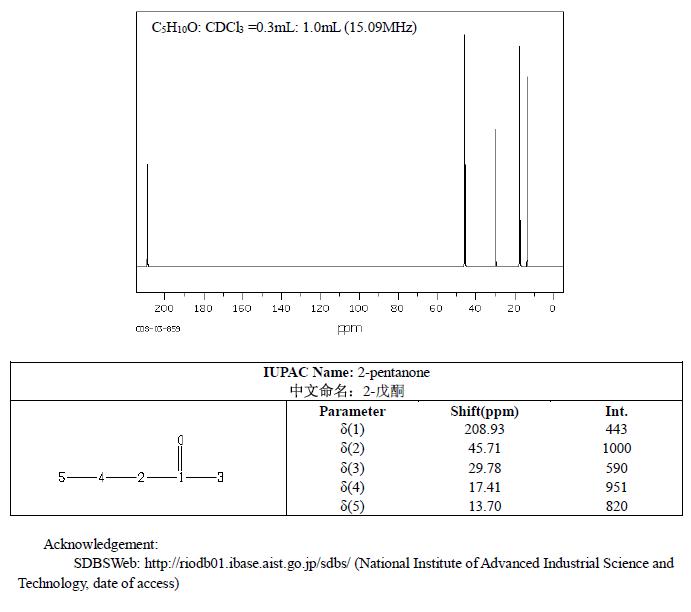 C₅H₁₀O: CDCl₃ =0.3mL: 1.0mL (15.09MHz)
200 180 160 140 120 100 80 60 40 20 0
CDS-03-859
ppm
IUPAC Name: 2-pentanone
中文命名：2-戊酮
Parameter Shift(ppm) Int.
δ(1) 208.93 443
δ(2) 45.71 1000
δ(3) 29.78 590
δ(4) 17.41 951
δ(5) 13.70 820
O
5 4 2 1 3
Acknowledgement:
SDBSWeb: http://riodb01.ibase.aist.go.jp/sdbs/ (National Institute of Advanced Industrial Science and
Technology, date of access)